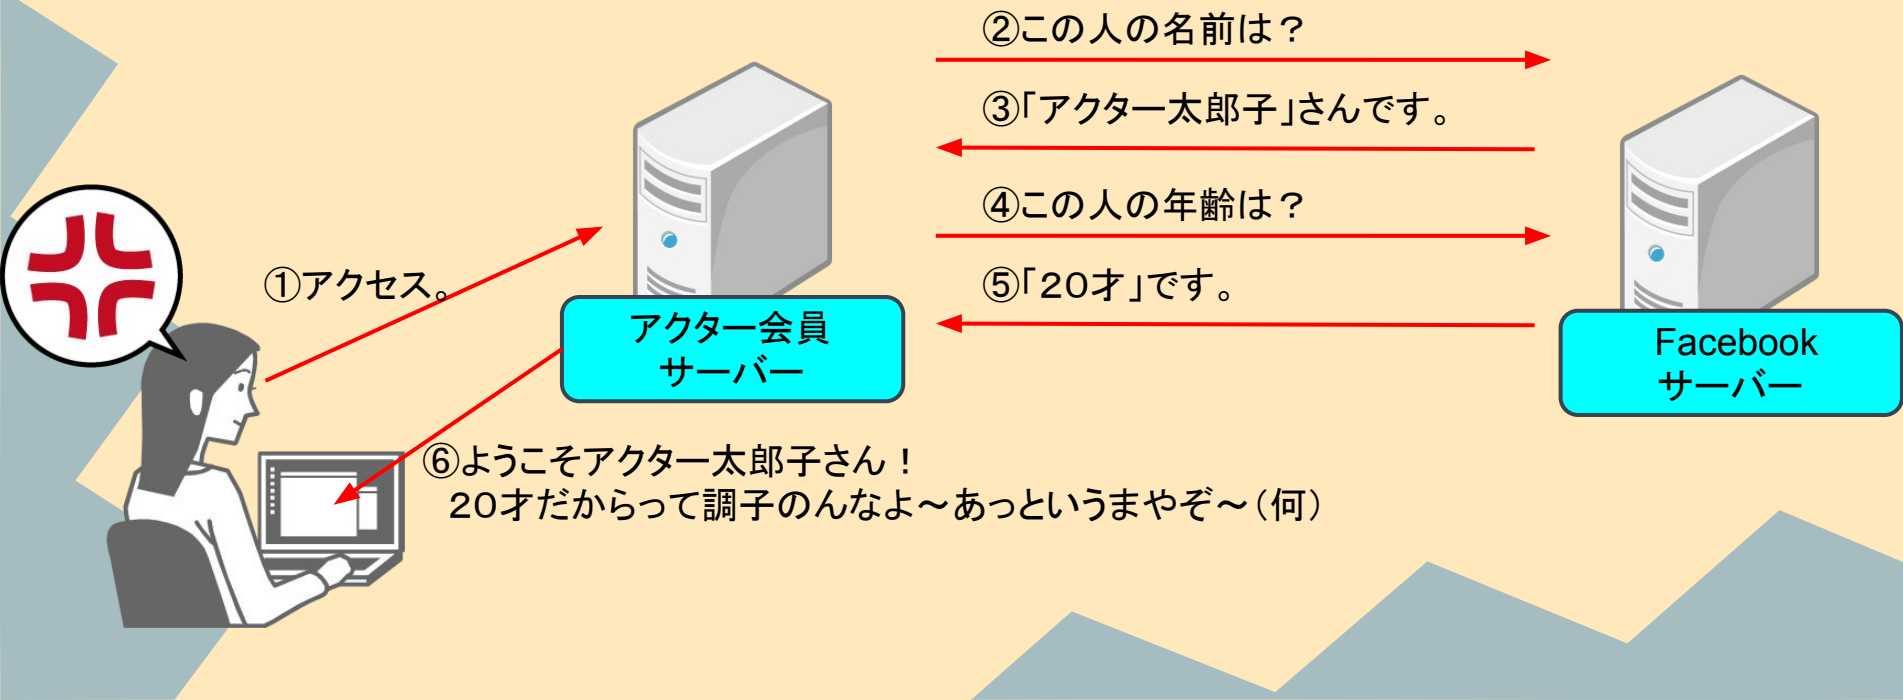 ②この人の名前は？
③「アクター太郎子」さんです。
④この人の年齢は？
①アクセス。
⑤「２０才」です。
アクター会員
サーバー
Facebook
サーバー
⑥ようこそアクター太郎子さん！
２０才だからって調子のんなよ～あっというまやぞ～（何）